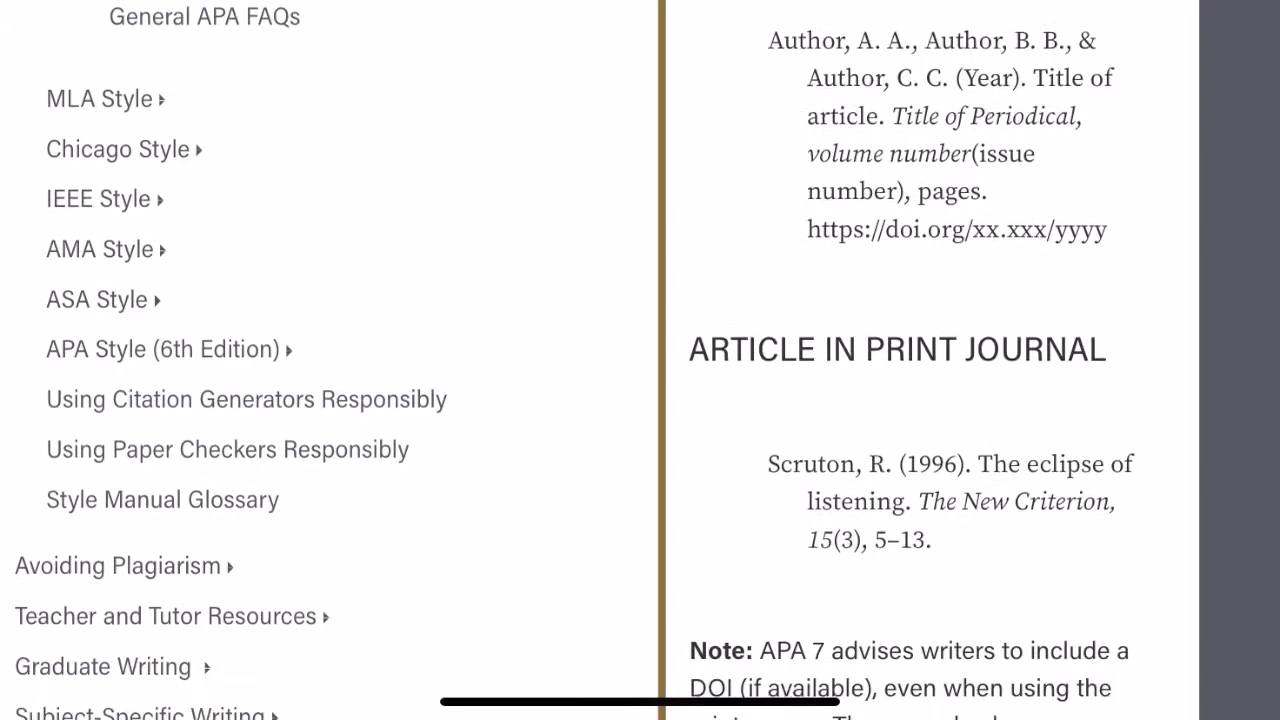 General APA FAQs
MLA Style
Chicago Style
IEEE Style
AMA Style
ASA Style
APA Style (6th Edition)
Using Citation Generators Responsibly
Using Paper Checkers Responsibly
Style Manual Glossary
Avoiding Plagiarism
Teacher and Tutor Resources
Graduate Writing
Subject-Specific Writing
Author, A. A., Author, B. B., &
Author, C. C. (Year). Title of
article. Title of Periodical,
volume number(issue
number), pages.
https://doi.org/xx.xxx/yyyy
ARTICLE IN PRINT JOURNAL
Scruton, R. (1996). The eclipse of
listening. The New Criterion,
15(3), 5–13.
Note: APA 7 advises writers to include a
DOI (if available), even when using the